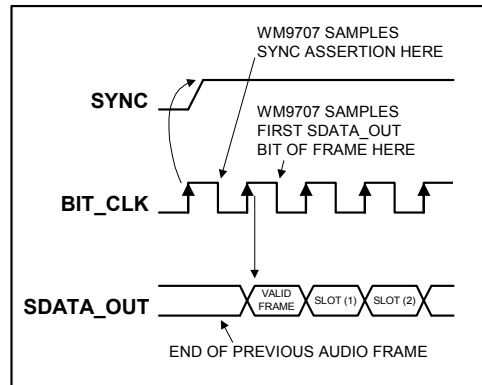 WM9707 SAMPLES
SYNC ASSERTION HERE
SYNC
WM9707 SAMPLES
FIRST SDATA_OUT
BIT OF FRAME HERE
BIT_CLK
SDATA_OUT
VALID
FRAME
SLOT (1)
SLOT (2)
END OF PREVIOUS AUDIO FRAME